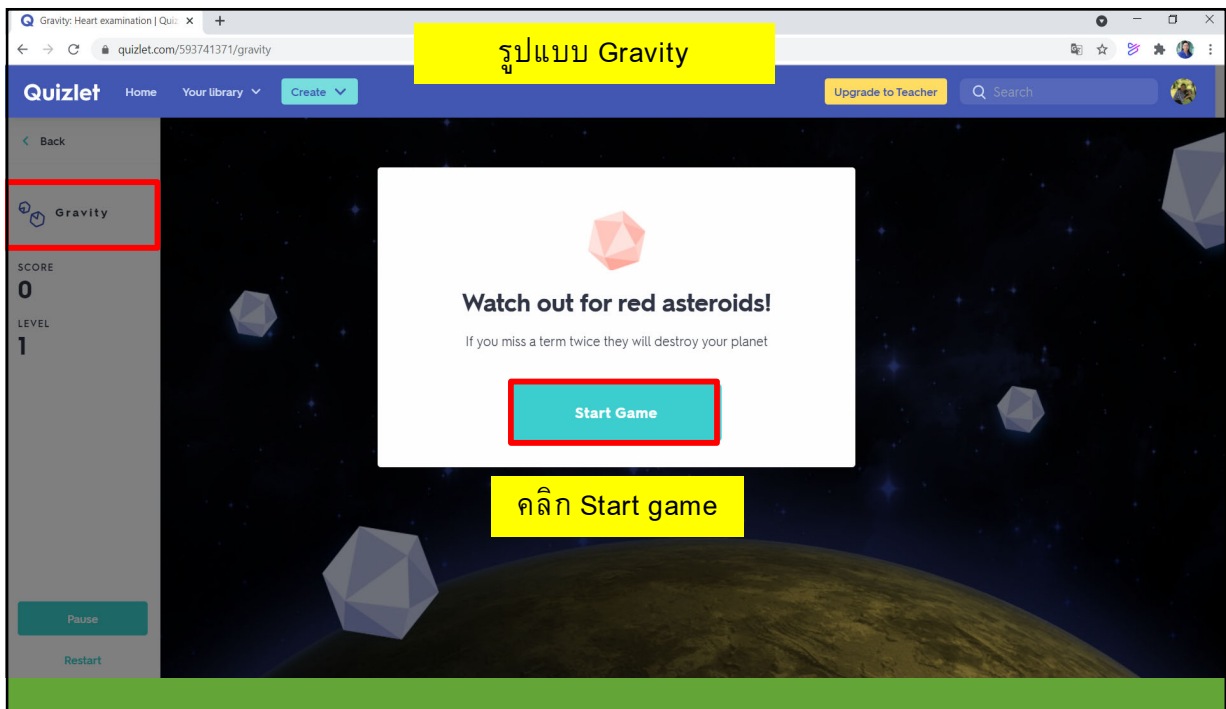 Gravity: Heart examination | Quiz
quizlet.com/593741371/gravity
รูปแบบ Gravity
Quizlet Home Your library Create Upgrade to Teacher Search
Back
Gravity
SCORE
0
LEVEL
1
Watch out for red asteroids!
If you miss a term twice they will destroy your planet
Start Game
คลิก Start game
Pause
Restart